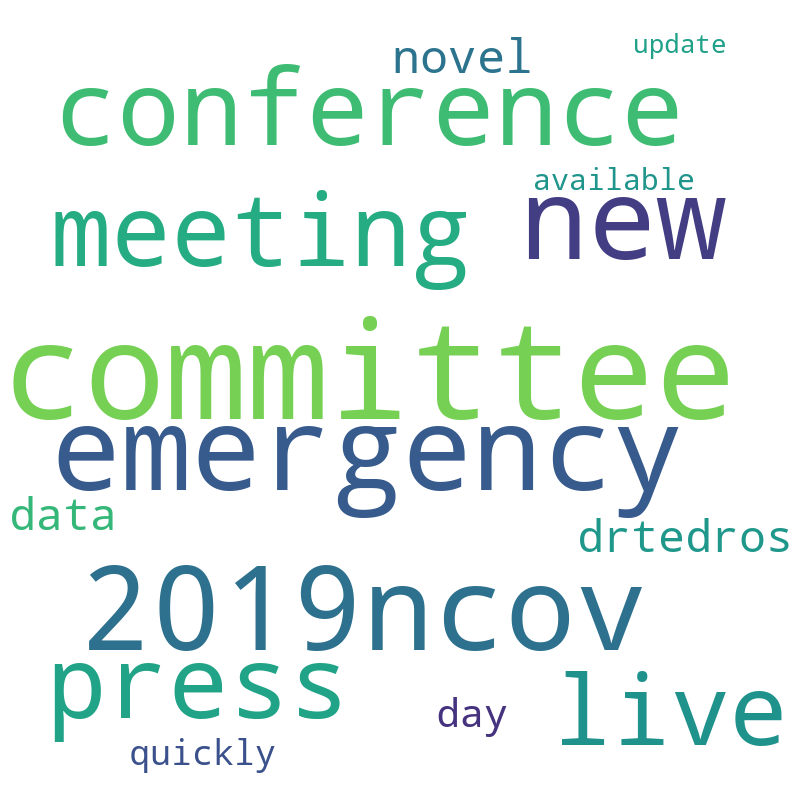 novel
update
conference
available
meeting
new
committee
emergency
data
drtedros
2019ncov
press
live
day
quickly